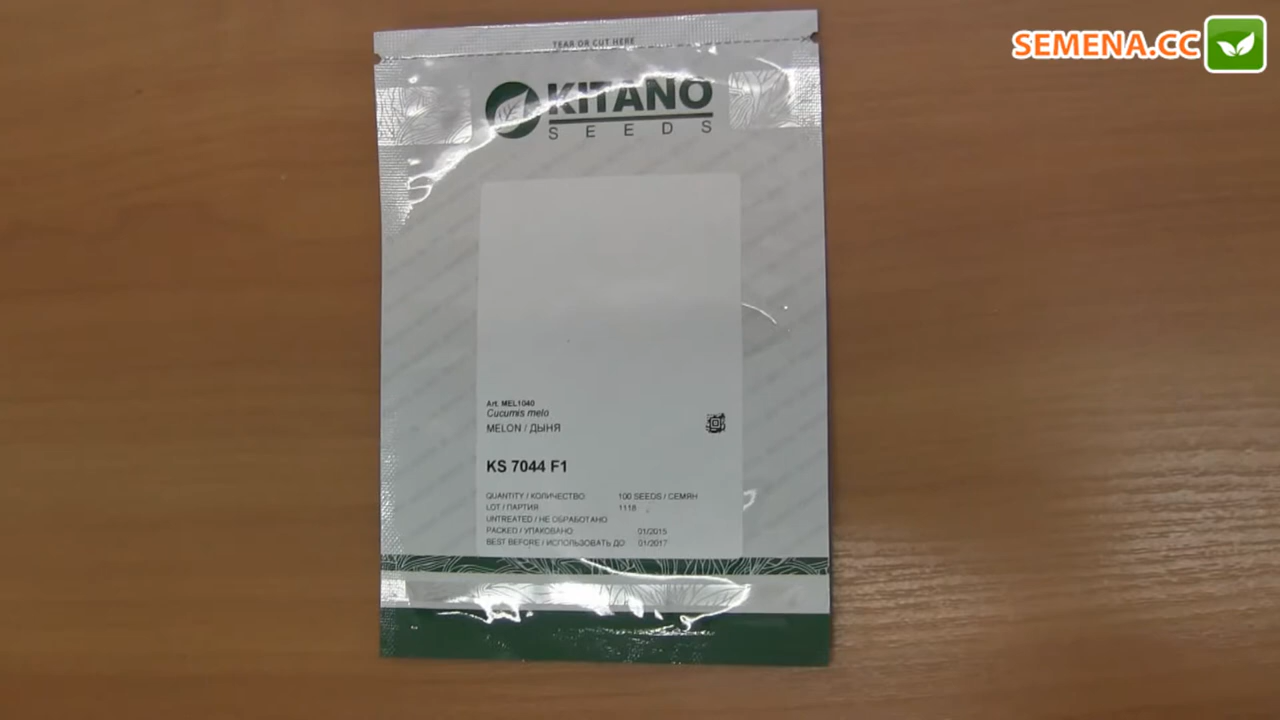 SEMENA.CC
TEAR OR CUT HERE
KITANO
SEEDS
Art. MEL1040
Cucumis melo
MELON / ДЫНЯ
KS 7044 F1
QUANTITY / КОЛИЧЕСТВО 100 SEEDS / СЕМЯН
LOT / ПАРТИЯ 1118
UNTREATED / НЕ ОБРАБОТАНО
PACKED / УПАКОВАНО 01/2015
BEST BEFORE / ИСПОЛЬЗОВАТЬ ДО 01/2017